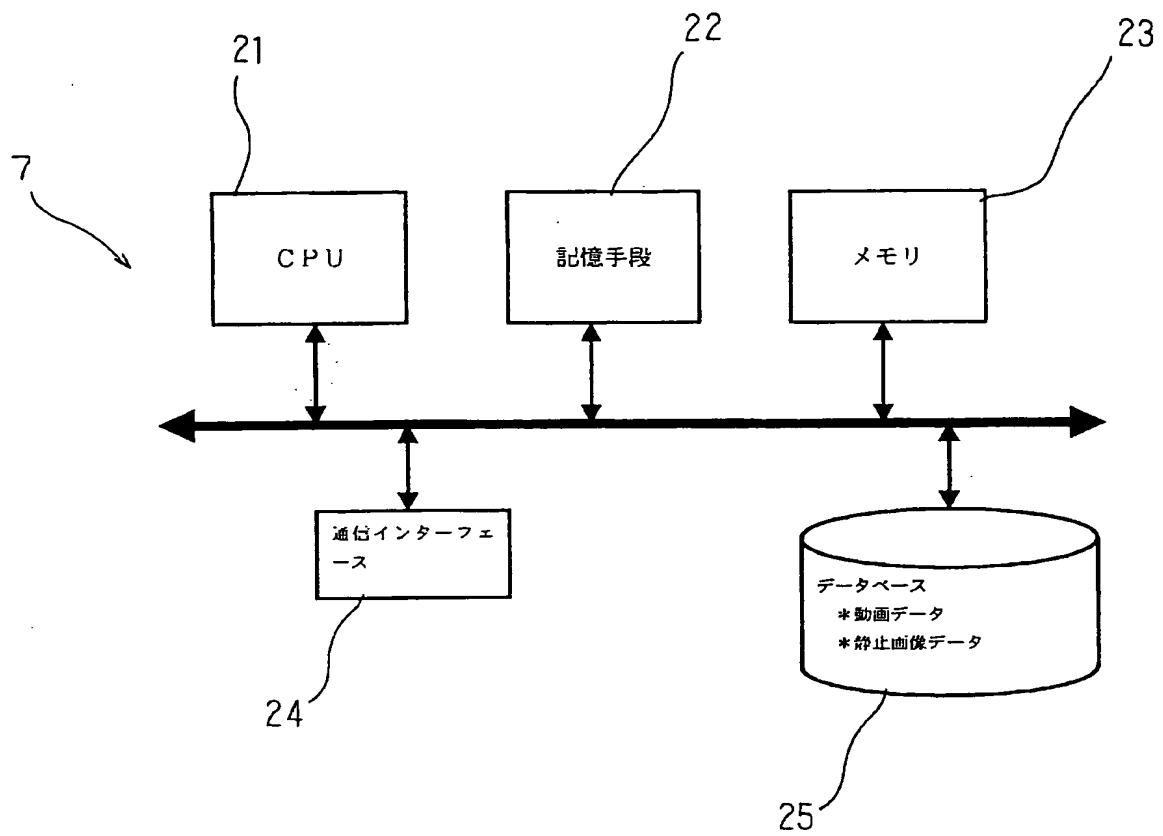 21
22
23
7
CPU
記憶手段
メモリ
通信インターフェ
ース
データベース
*動画データ
*静止画像データ
24
25